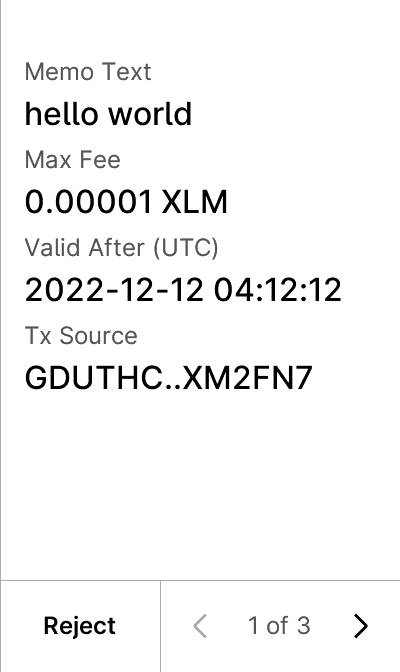 Memo Text
hello world
Max Fee
0.00001 XLM
Valid After (UTC)
2022-12-12 04:12:12
Tx Source
GDUTHC..XM2FN7
Reject
1 of 3